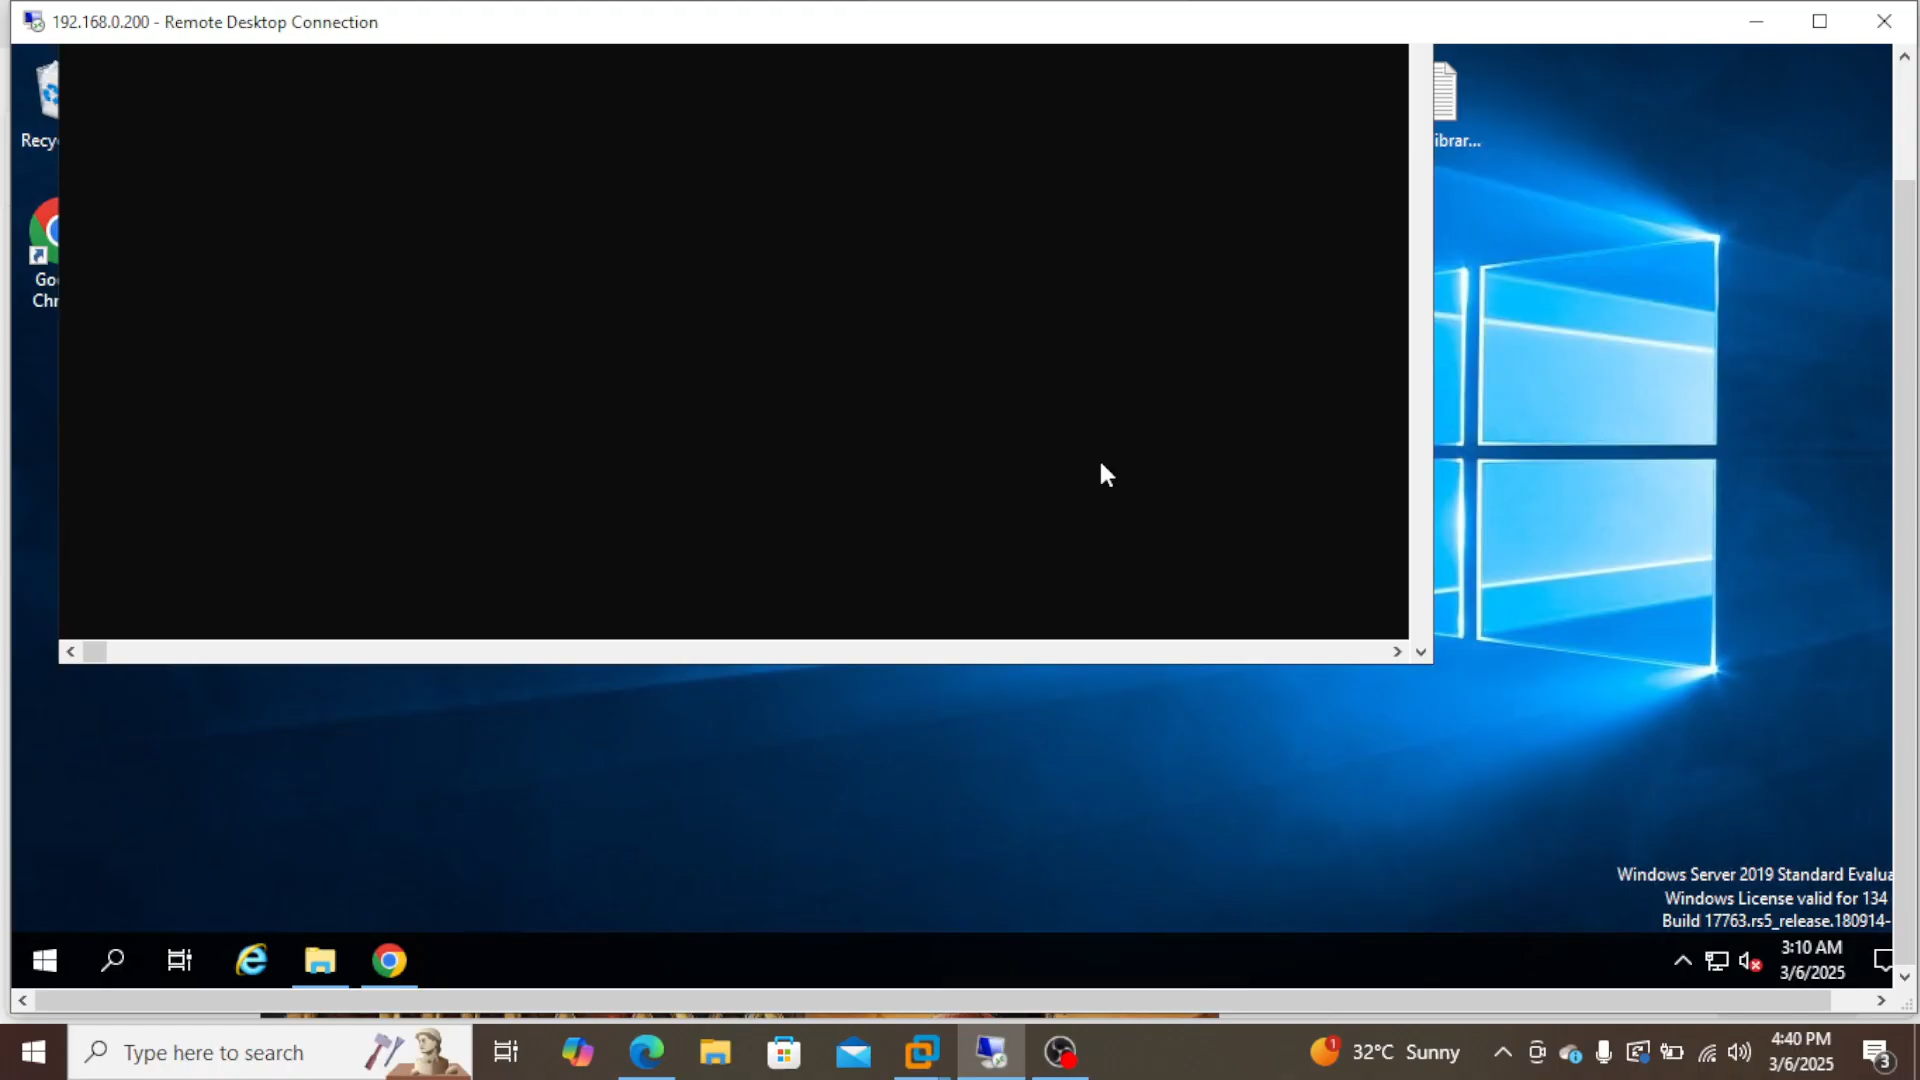 192.168.0.200 - Remote Desktop Connection
Recy
ibrar...
Go
Chr
Windows Server 2019 Standard Evalua
Windows License valid for 134
Build 17763.rs5_release.180914-
3:10 AM
3/6/2025
Type here to search
1
32°C Sunny
4:40 PM
3/6/2025
3